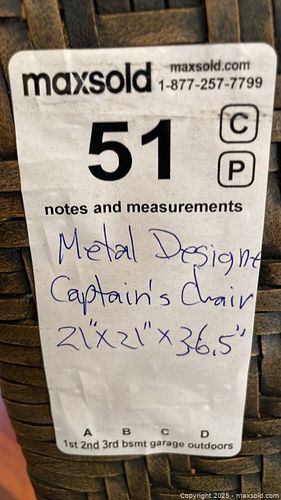 maxsold maxsold.com
1-877-257-7799
51 C
P
notes and measurements
Metal Designe
Captain's Chair
21"x21"x36.5"
A B C D
1st 2nd 3rd bsmt garage outdoors
Copyright 2025 - maxsold.com